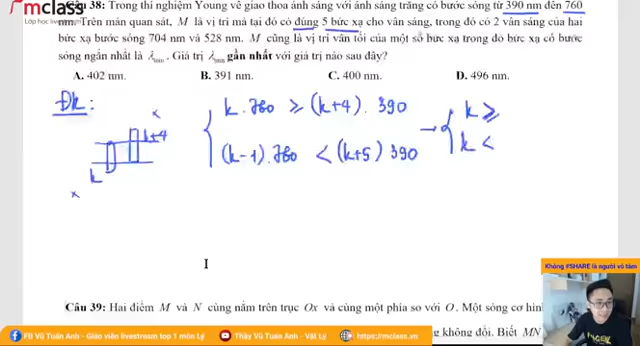 mclass
Câu 38: Trong thí nghiệm Young về giao thoa ánh sáng với ánh sáng trắng có bước sóng từ 390 nm đến 760
nm. Trên màn quan sát, M là vị trí mà tại đó có đúng 5 bức xạ cho vân sáng, trong đó có 2 vân sáng của hai
bức xạ bước sóng 704 nm và 528 nm. M cũng là vị trí vân tối của một số bức xạ trong đó bức xạ có bước
sóng ngắn nhất là λmin. Giá trị λmin gần nhất với giá trị nào sau đây?
A. 402 nm. B. 391 nm. C. 400 nm. D. 496 nm.
ĐK:
k k+4
k.760 ≥ (k+4). 390
(k-1).760 < (k+5) 390
→ { k ≥
k <
Không #SHARE là người vô tâm
Câu 39: Hai điểm M và N cùng nằm trên trục Ox và cùng một phía so với O. Một sóng cơ hình
g không đổi. Biết MN
FB Vũ Tuấn Anh - Giáo viên livestream top 1 môn Lý
Thầy Vũ Tuấn Anh - Vật Lý
https://mclass.vn